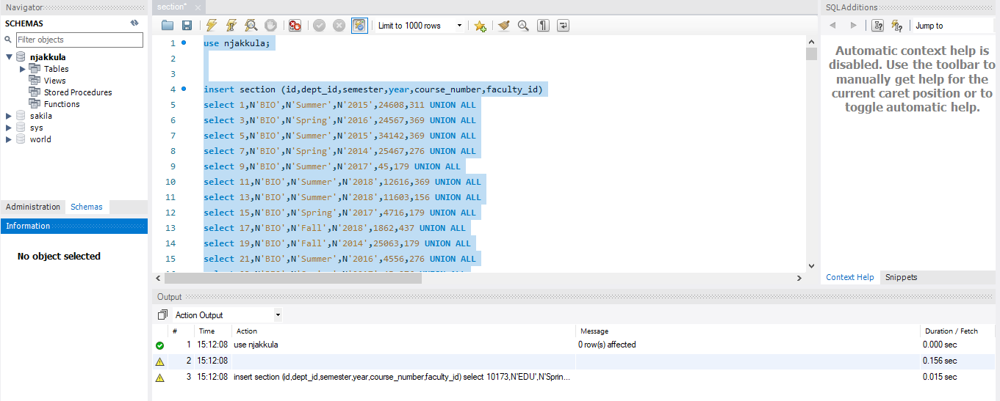 Navigator
SCHEMAS
Filter objects
njakkula
Tables
Views
Stored Procedures
Functions
sakila
sys
world
Administration Schemas
Information
No object selected
section*
Limit to 1000 rows
1 use njakkula;
2
3
4 insert section (id,dept_id,semester,year,course_number,faculty_id)
5 select 1,N'BIO',N'Summer',N'2015',24608,311 UNION ALL
6 select 3,N'BIO',N'Spring',N'2016',24567,369 UNION ALL
7 select 5,N'BIO',N'Summer',N'2015',34142,369 UNION ALL
8 select 7,N'BIO',N'Spring',N'2014',25467,276 UNION ALL
9 select 9,N'BIO',N'Summer',N'2017',45,179 UNION ALL
10 select 11,N'BIO',N'Summer',N'2018',12616,369 UNION ALL
11 select 13,N'BIO',N'Summer',N'2018',11603,156 UNION ALL
12 select 15,N'BIO',N'Spring',N'2017',4716,179 UNION ALL
13 select 17,N'BIO',N'Fall',N'2018',1862,437 UNION ALL
14 select 19,N'BIO',N'Fall',N'2014',25063,179 UNION ALL
15 select 21,N'BIO',N'Summer',N'2016',4556,276 UNION ALL
SQLAdditions
Jump to
Automatic context help is
disabled. Use the toolbar to
manually get help for the
current caret position or to
toggle automatic help.
Context Help Snippets
Output
Action Output
# Time Action Message Duration / Fetch
1 15:12:08 use njakkula 0 row(s) affected 0.000 sec
2 15:12:08 0.156 sec
3 15:12:08 insert section (id,dept_id,semester,year,course_number,faculty_id) select 10173,N'EDU',N'Sprin... 0.015 sec